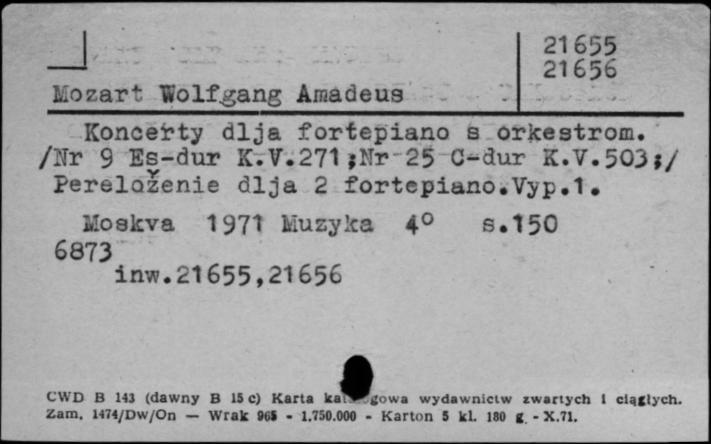 21655
21656
Mozart Wolfgang Amadeus
Koncerty dlja fortepiano s orkestrom.
/Nr 9 Es-dur K.V.271;Nr 25 C-dur K.V.503;/
Pereloženie dlja 2 fortepiano.Vyp.1.
Moskva 1971 Muzyka 4° s.150
6873
inw.21655,21656
CWD B 143 (dawny B 15 c) Karta wydawnictw zwartych i ciągłych.
Zam. 1474/Dw/On — Wrak 965 - 1.750.000 - Karton 5 kl. 180 g - X.71.